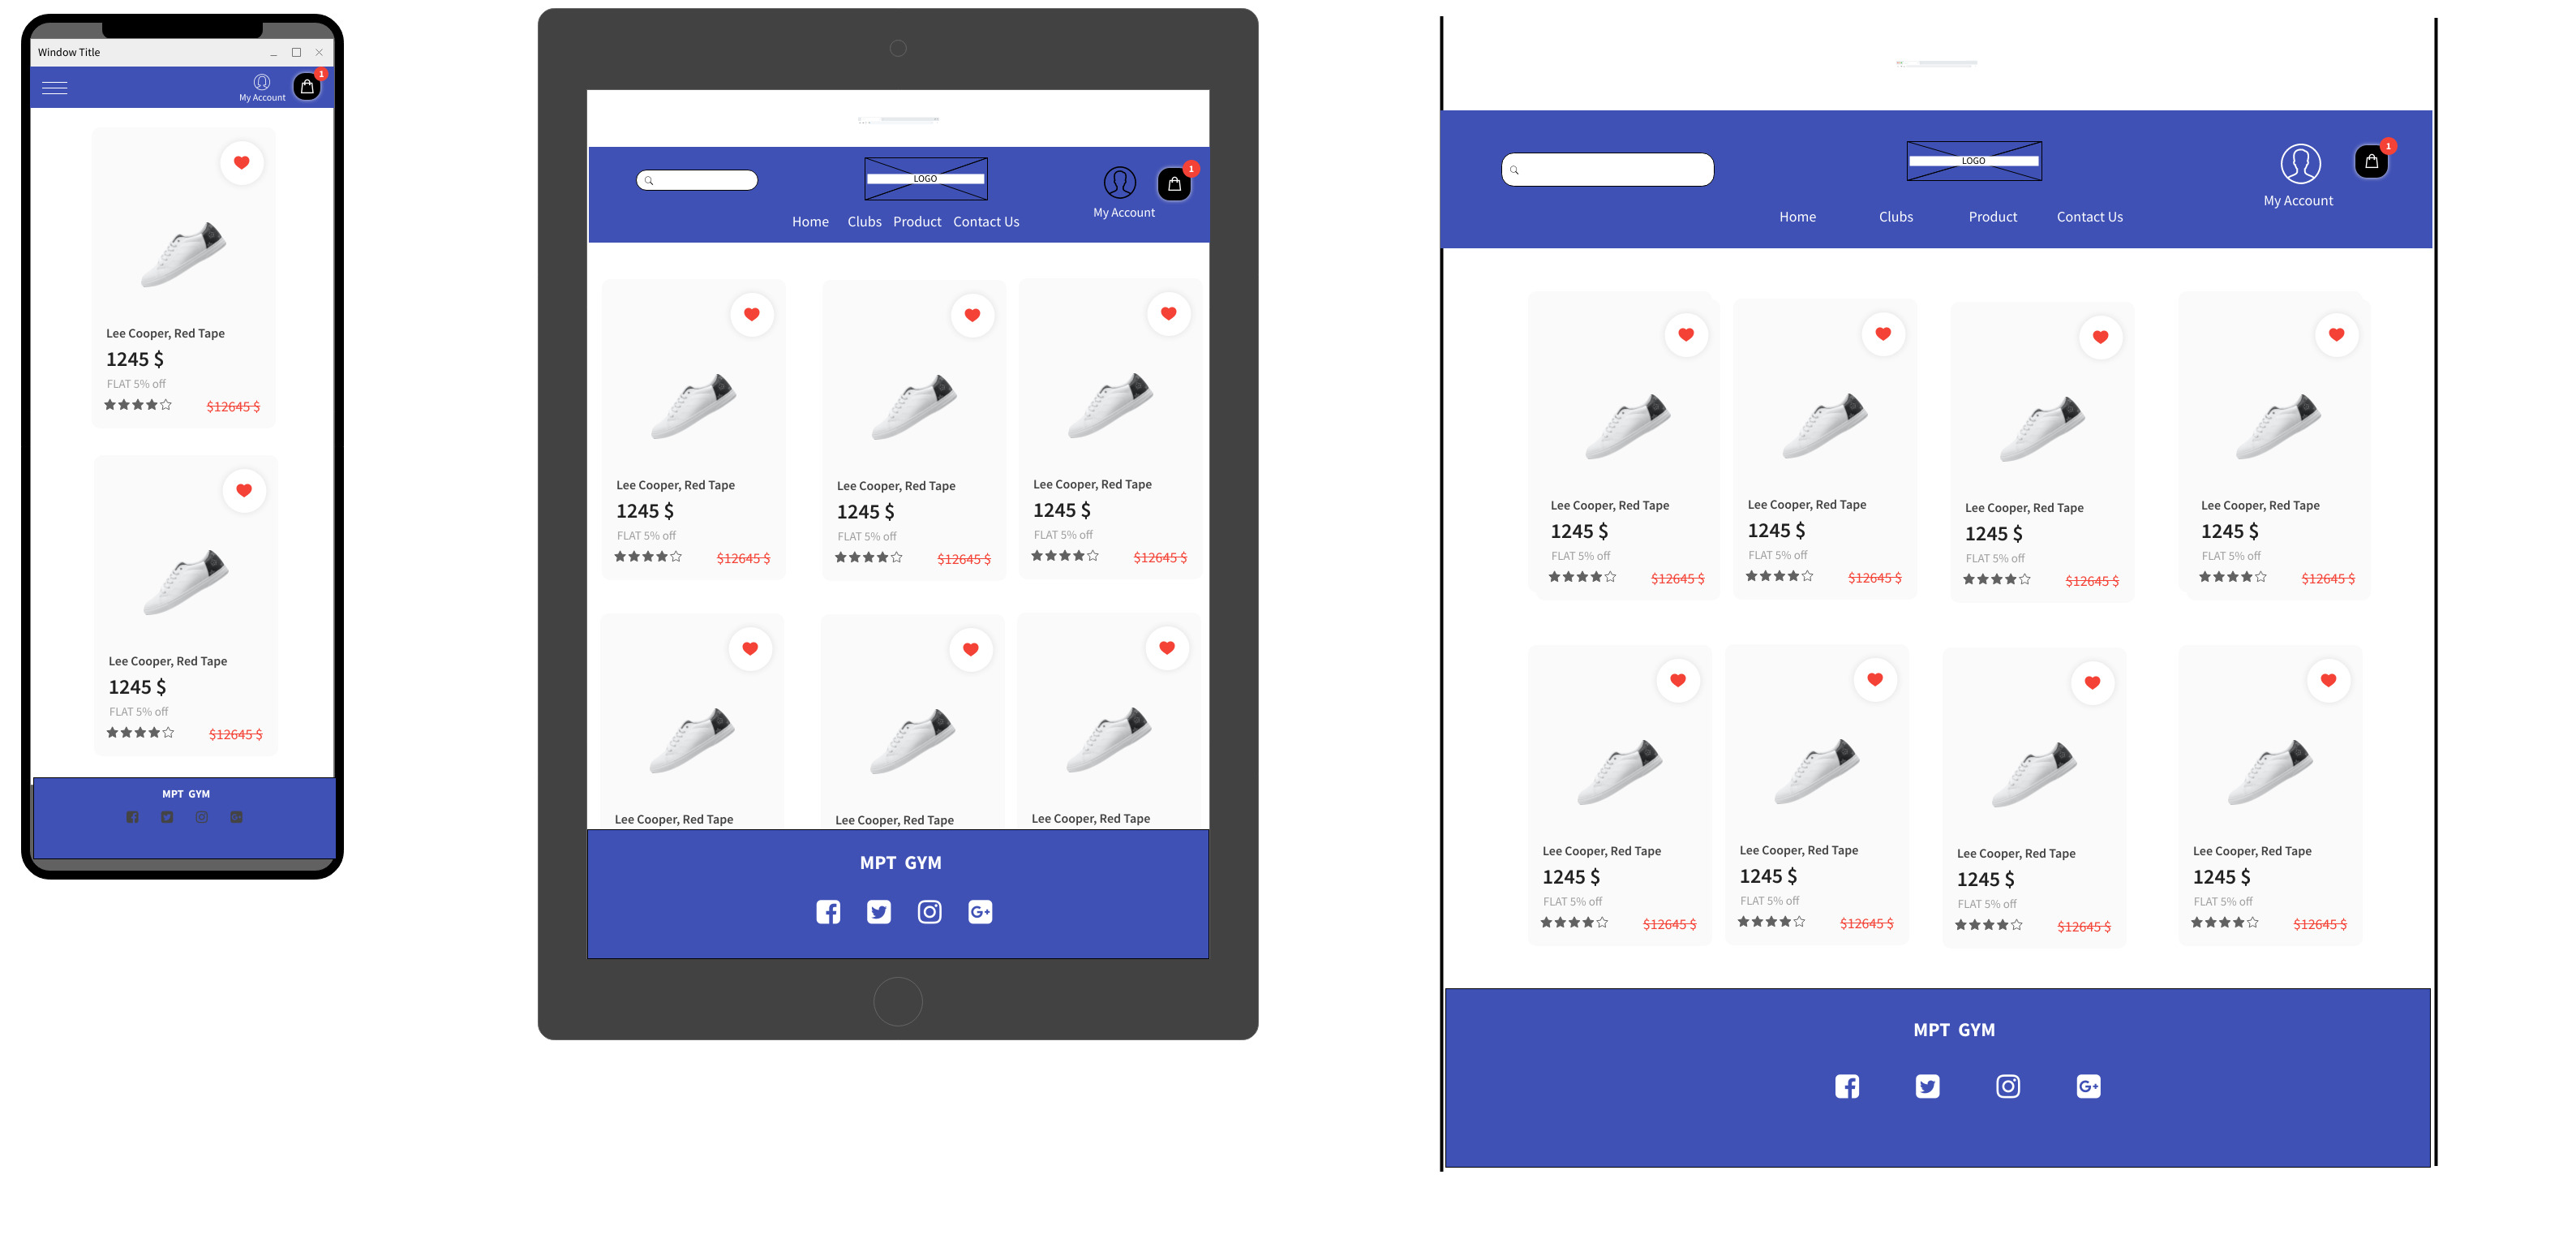 Window Title
My Account
1
Lee Cooper, Red Tape
1245 $
FLAT 5% off
$12645 $
Lee Cooper, Red Tape
1245 $
FLAT 5% off
$12645 $
MPT GYM
LOGO
1
My Account
Home Clubs Product Contact Us
Lee Cooper, Red Tape Lee Cooper, Red Tape Lee Cooper, Red Tape
1245 $ 1245 $ 1245 $
FLAT 5% off FLAT 5% off FLAT 5% off
$12645 $ $12645 $ $12645 $
Lee Cooper, Red Tape Lee Cooper, Red Tape Lee Cooper, Red Tape
MPT GYM
G+
LOGO
1
My Account
Home Clubs Product Contact Us
Lee Cooper, Red Tape Lee Cooper, Red Tape Lee Cooper, Red Tape Lee Cooper, Red Tape
1245 $ 1245 $ 1245 $ 1245 $
FLAT 5% off FLAT 5% off FLAT 5% off FLAT 5% off
$12645 $ $12645 $ $12645 $ $12645 $
Lee Cooper, Red Tape Lee Cooper, Red Tape Lee Cooper, Red Tape Lee Cooper, Red Tape
1245 $ 1245 $ 1245 $ 1245 $
FLAT 5% off FLAT 5% off FLAT 5% off FLAT 5% off
$12645 $ $12645 $ $12645 $ $12645 $
MPT GYM
G+